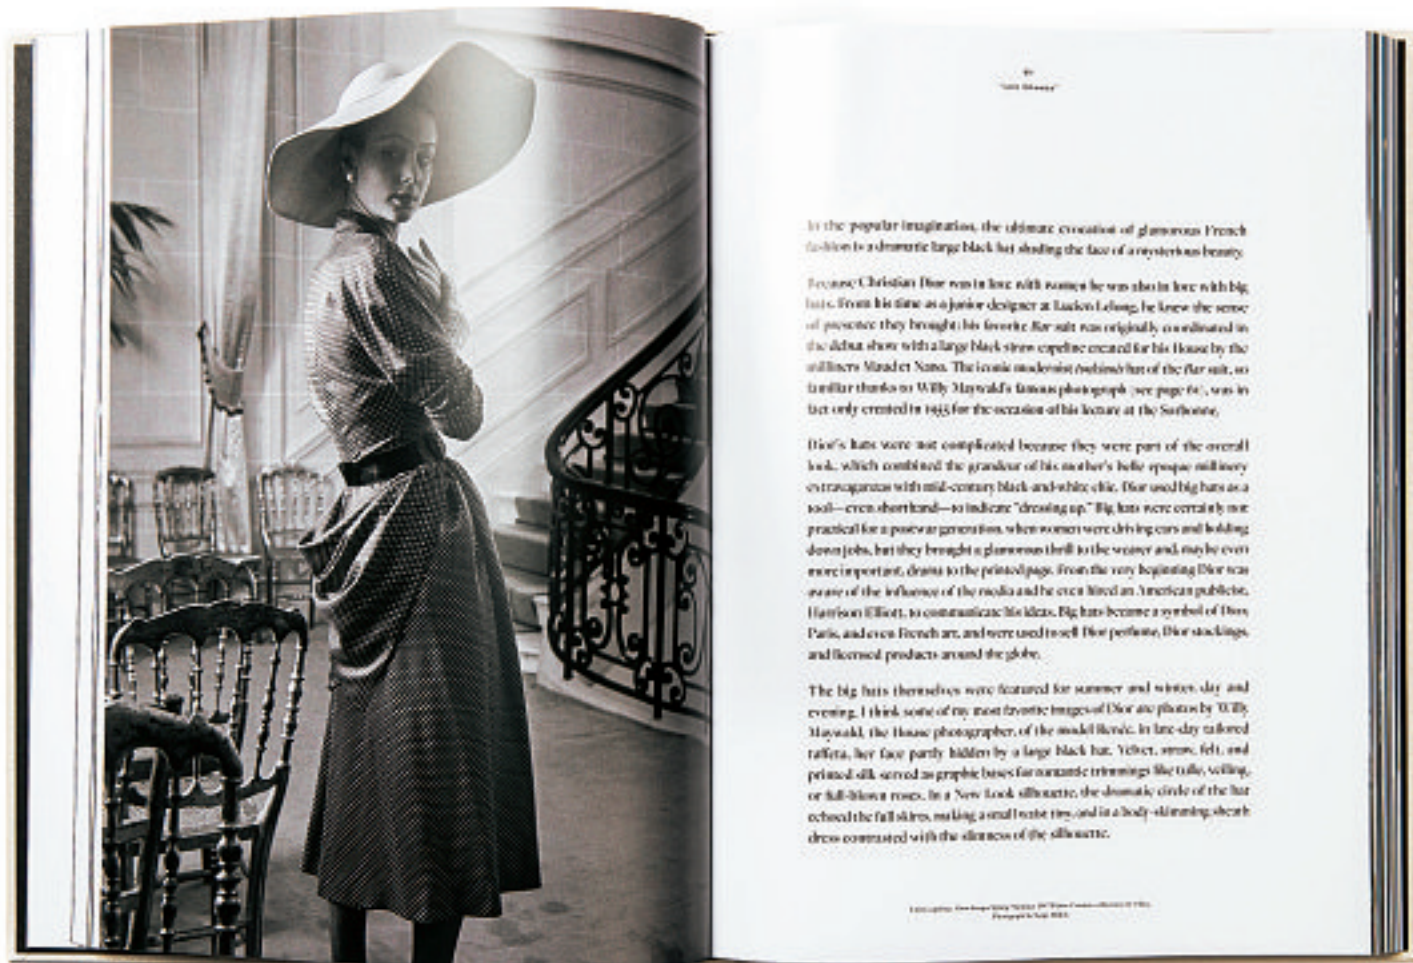 In the popular imagination, the ultimate evocation of glamorous French
fashion is a dramatic large black hat shading the face of a mysterious beauty.
Because Christian Dior was in love with women he was also in love with big
hats. From his time as a junior designer at Lucien Lelong, he knew the sense
of presence they brought: his favorite Bar suit was originally coordinated in
the debut show with a large black straw capeline created for his House by the
milliners Maud et Nano. The iconic modernist hat of the Bar suit, so
familiar thanks to Willy Maywald's famous photograph (see page), was in
fact only created in 1955 for the occasion of his lecture at the Sorbonne.
Dior's hats were not complicated because they were part of the overall
look, which combined the grandeur of his mother's belle epoque millinery
extravaganzas with mid-century black-and-white chic. Dior used big hats as a
tool—even shorthand—to indicate "dressing up." Big hats were certainly not
practical for a postwar generation, when women were driving cars and holding
down jobs, but they brought a glamorous thrill to the wearer and, maybe even
more important, drama to the printed page. From the very beginning Dior was
aware of the influence of the media and he even hired an American publicist,
Harrison Elliott, to communicate his ideas. Big hats became a symbol of Dior,
Paris, and even French art, and were used to sell Dior perfume, Dior stockings,
and licensed products around the globe.
The big hats themselves were featured for summer and winter, day and
evening. I think some of my most favorite images of Dior are photos by Willy
Maywald, the House photographer, of the model Renée, in late-day tailored
taffeta, her face partly hidden by a large black hat. Velvet, straw, felt, and
printed silk served as graphic bases for romantic trimmings like tulle, veiling,
or full-blown roses. In a New Look silhouette, the dramatic circle of the hat
echoed the full skirts, making a small waist tiny, and in a body-skimming sheath
dress contrasted with the slimness of the silhouette.